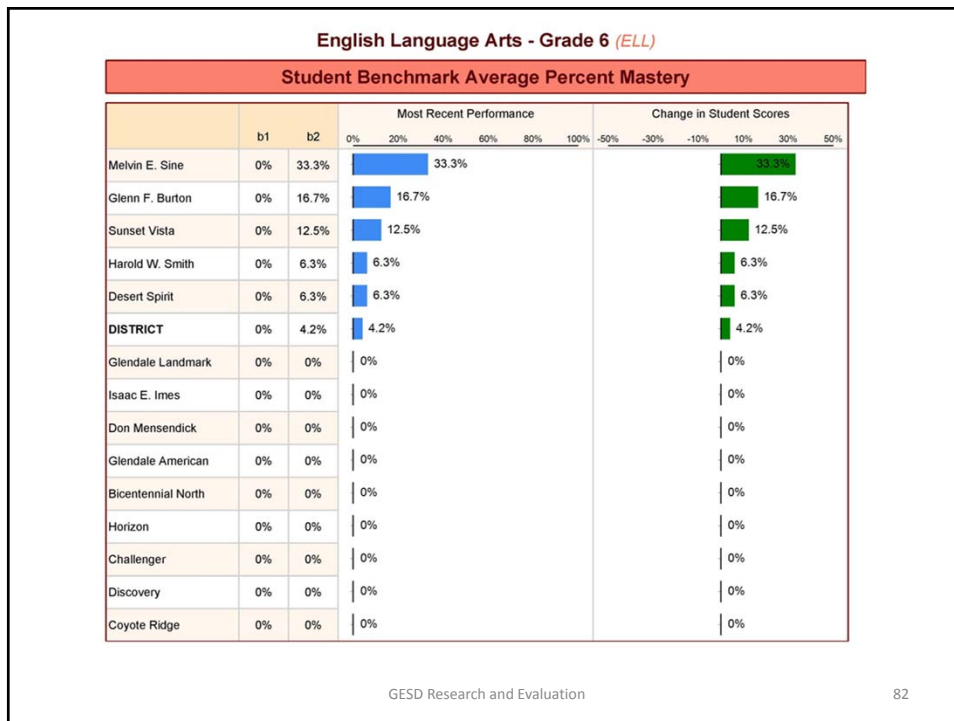 English Language Arts - Grade 6 (ELL)
Student Benchmark Average Percent Mastery
Most Recent Performance Change in Student Scores
b1 b2 0% 20% 40% 60% 80% 100% -50% -30% -10% 10% 30% 50%
Melvin E. Sine 0% 33.3% 33.3% 33.3%
Glenn F. Burton 0% 16.7% 16.7% 16.7%
Sunset Vista 0% 12.5% 12.5% 12.5%
Harold W. Smith 0% 6.3% 6.3% 6.3%
Desert Spirit 0% 6.3% 6.3% 6.3%
DISTRICT 0% 4.2% 4.2% 4.2%
Glendale Landmark 0% 0% 0% 0%
Isaac E. Imes 0% 0% 0% 0%
Don Mensendick 0% 0% 0% 0%
Glendale American 0% 0% 0% 0%
Bicentennial North 0% 0% 0% 0%
Horizon 0% 0% 0% 0%
Challenger 0% 0% 0% 0%
Discovery 0% 0% 0% 0%
Coyote Ridge 0% 0% 0% 0%
GESD Research and Evaluation 82